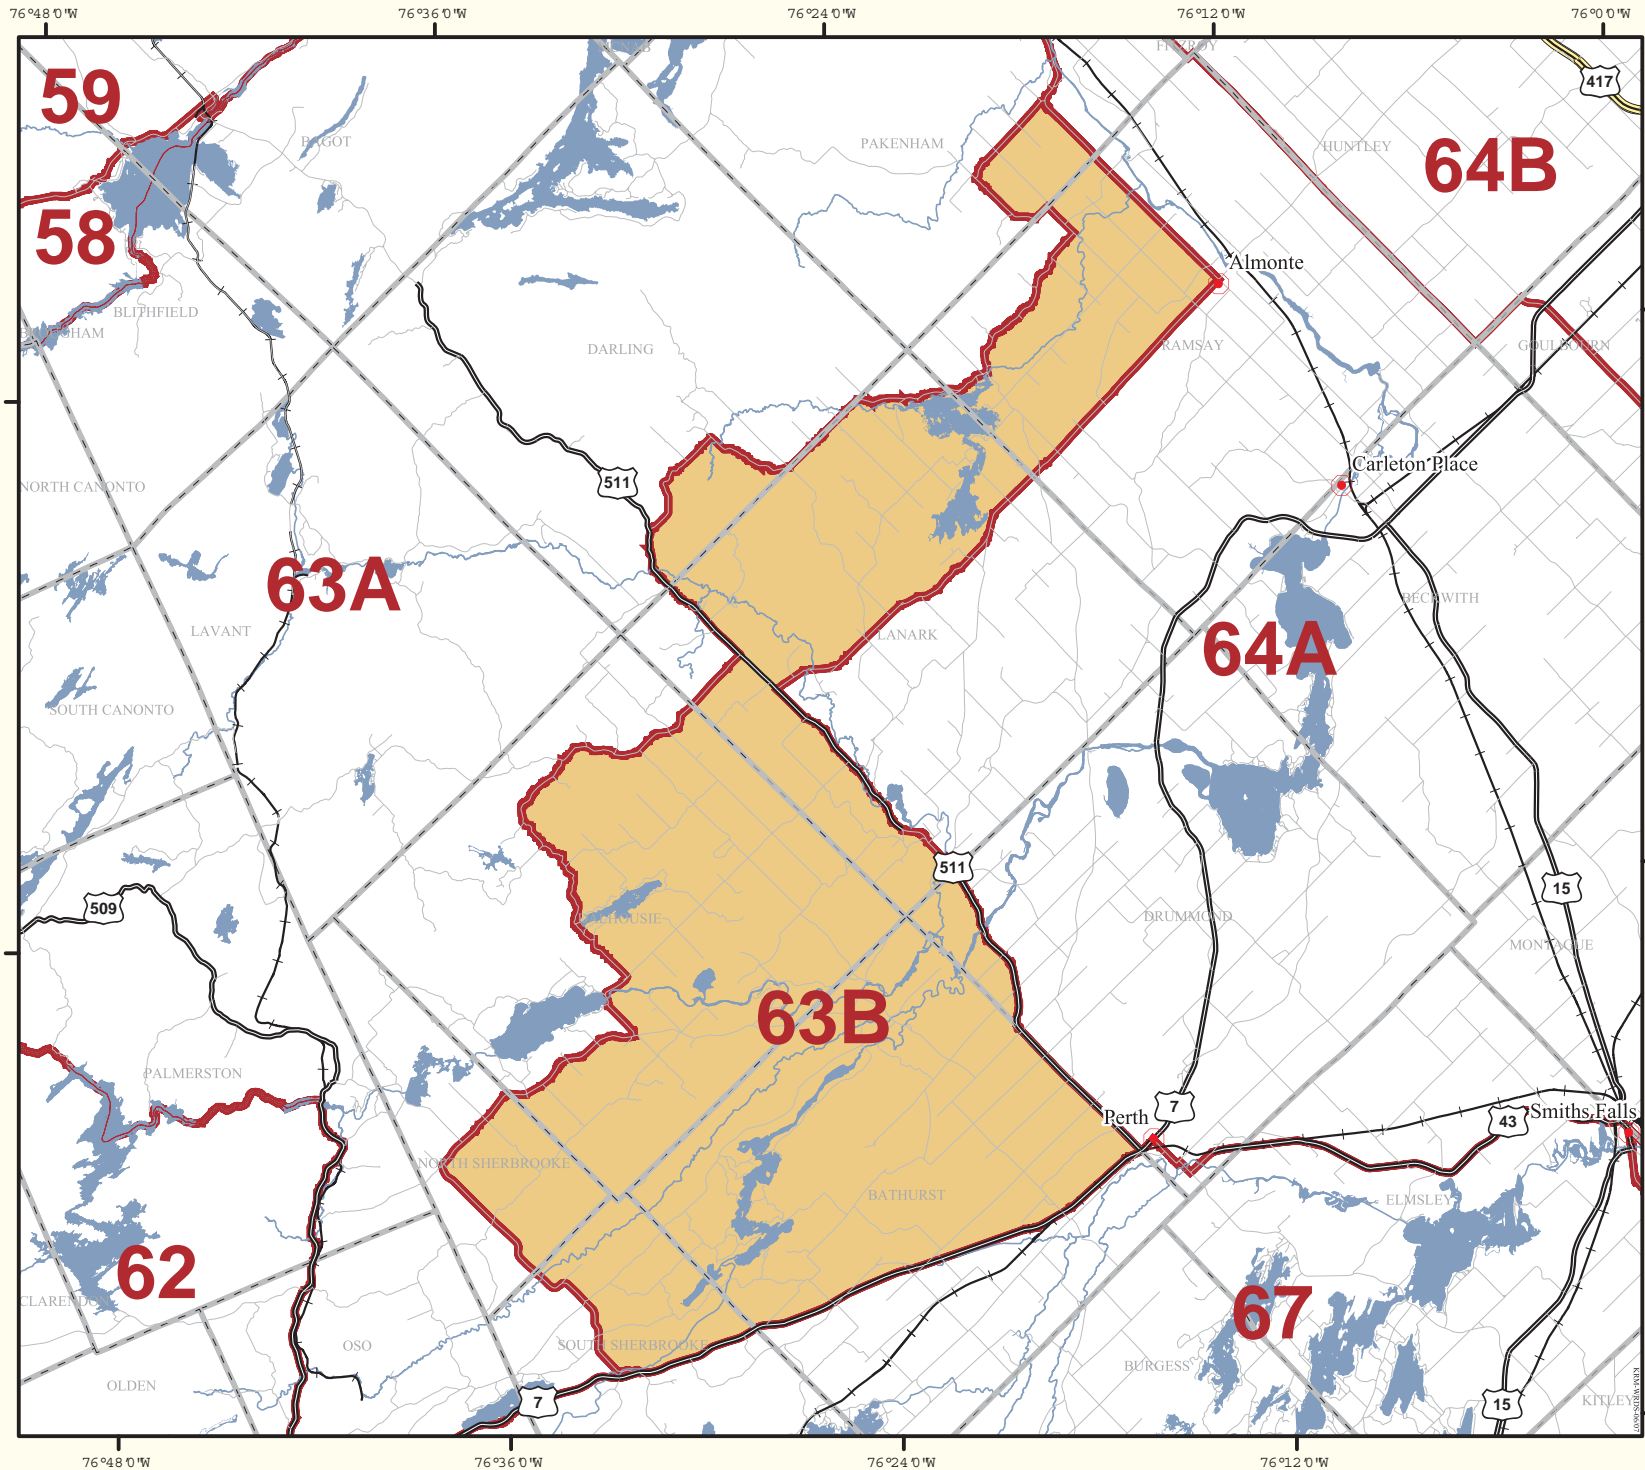 76°48'0"W 76°36'0"W 76°24'0"W 76°12'0"W 76°0'0"W
FITZROY
417
59
BAGOT
PAKENHAM
HUNTLEY
64B
58
Almonte
BLITHFIELD
DARLING
RAMSAY
GOULBOURN
Carleton Place
NORTH CANONTO
511
63A
BECKWITH
LAVANT
LANARK
64A
SOUTH CANONTO
511
15
509
DALHOUSIE
DRUMMOND
MONTAGUE
63B
PALMERSTON
Perth
7
43
Smiths Falls
NORTH SHERBROOKE
BATHURST
ELMSLEY
62
CLARENDON
67
OSO
SOUTH SHERBROOKE
BURGESS
OLDEN
7
15
KITLEY
76°48'0"W 76°36'0"W 76°24'0"W 76°12'0"W